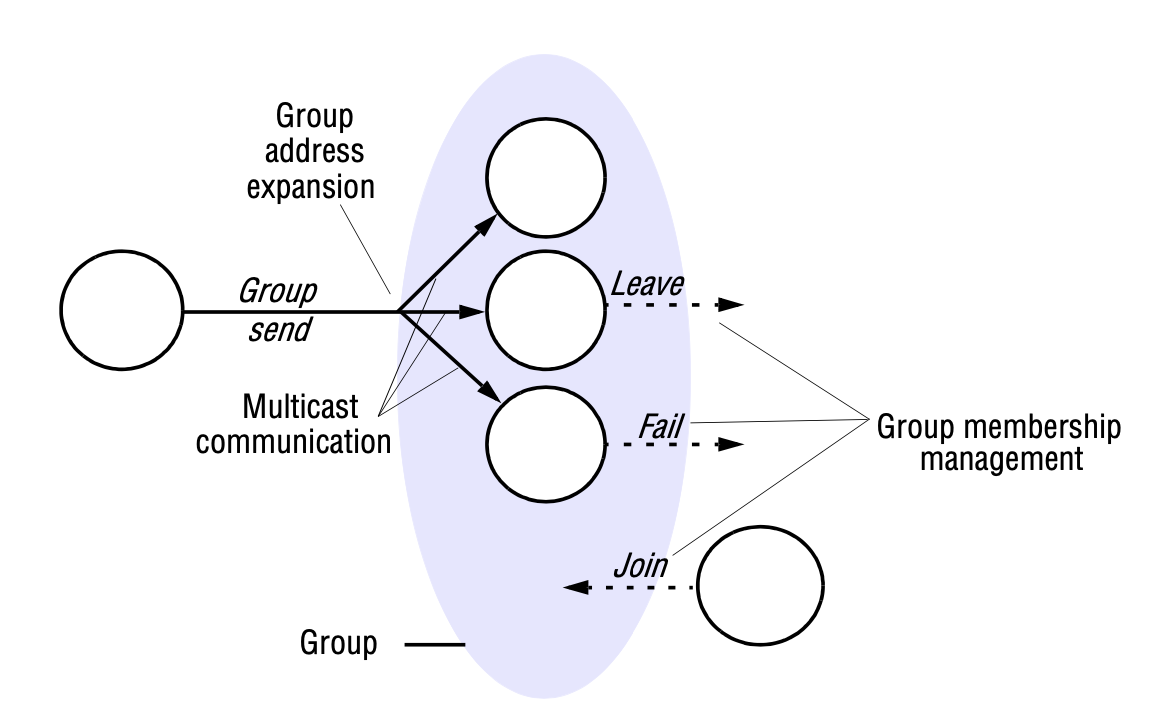 Group
address
expansion
Group
send
Multicast
communication
Leave
Fail
Group membership
management
Join
Group